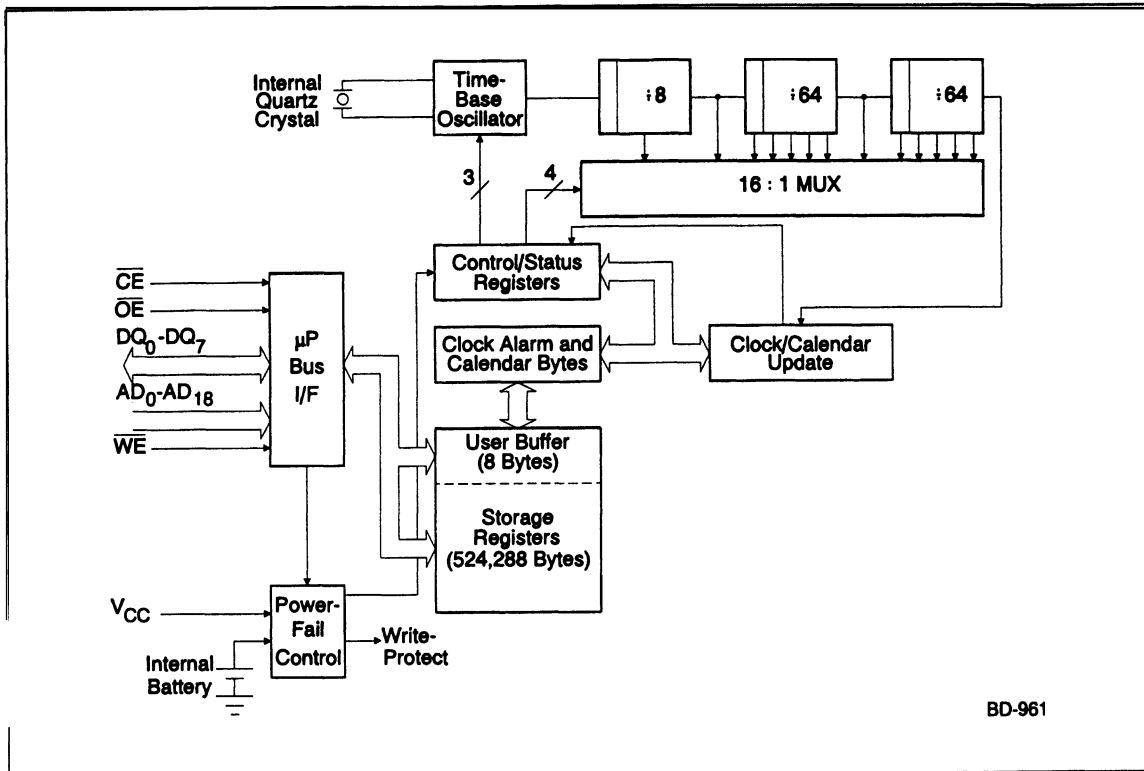 Internal
Quartz
Crystal
Time-
Base
Oscillator
÷8
÷64
÷64
16 : 1 MUX
3
4
Control/Status
Registers
Clock Alarm and
Calendar Bytes
Clock/Calendar
Update
CE
OE
DQ0-DQ7
AD0-AD18
WE
µP
Bus
I/F
User Buffer
(8 Bytes)
Storage
Registers
(524,288 Bytes)
VCC
Internal
Battery
Power-
Fail
Control
Write-
Protect
BD-961